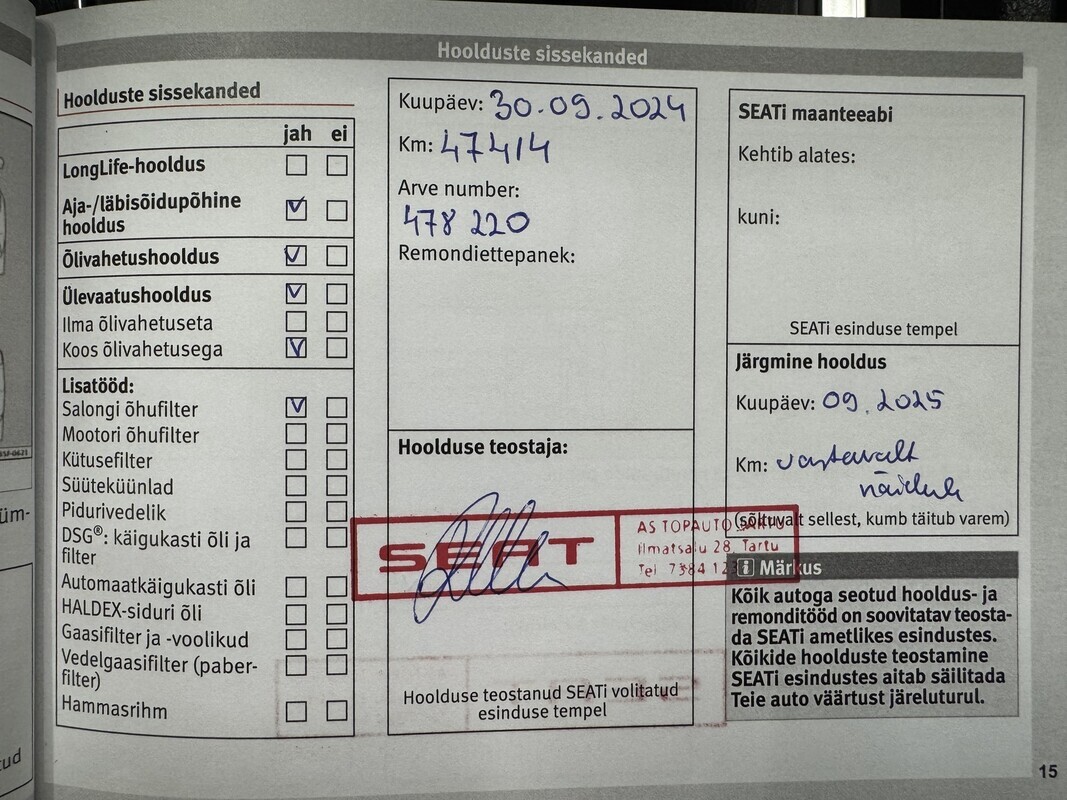 Hoolduste sissekanded
Hoolduste sissekanded
jah ei
LongLife-hooldus
Aja-/läbisõidupõhine
hooldus
Õlivahetushooldus
Ülevaatushooldus
Ilma õlivahetuseta
Koos õlivahetusega
Lisatööd:
Salongi õhufilter
Mootori õhufilter
Kütusefilter
Süüteküünlad
Pidurivedelik
DSG®: käigukasti õli ja
filter
Automaatkäigukasti õli
HALDEX-siduri õli
Gaasifilter ja -voolikud
Vedelgaasifilter (paber-
filter)
Hammasrihm
Kuupäev: 30.09.2024
Km: 47414
Arve number:
478 220
Remondiettepanek:
Hoolduse teostaja:
SEAT
AS TOPAUTO TARTU
Ilmatsalu 28, Tartu
Tel 7384 12
Hoolduse teostanud SEATi volitatud
esinduse tempel
SEATi maanteeabi
Kehtib alates:
kuni:
SEATi esinduse tempel
Järgmine hooldus
Kuupäev: 09.2025
Km: vastavalt
näidule
(sõltuvalt sellest, kumb täitub varem)
i Märkus
Kõik autoga seotud hooldus- ja
remonditööd on soovitatav teosta-
da SEATi ametlikes esindustes.
Kõikide hoolduste teostamine
SEATi esindustes aitab säilitada
Teie auto väärtust järeluturul.
15
üm-
tud